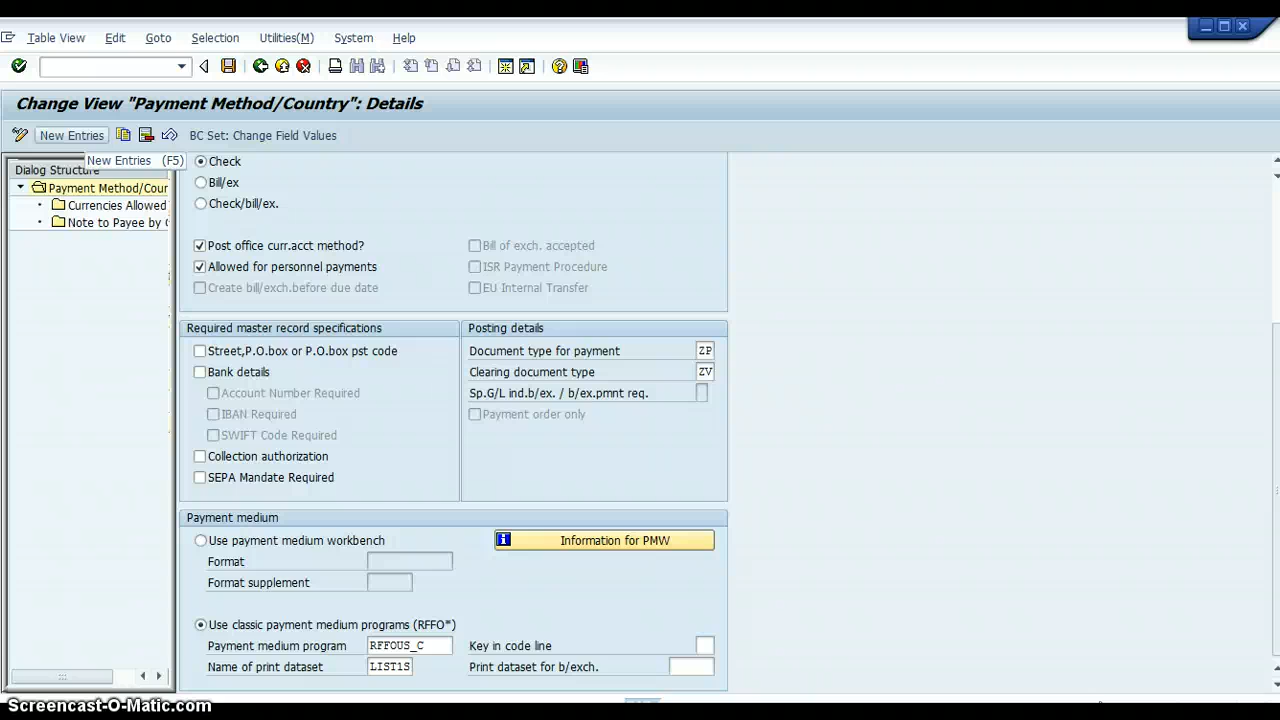 Table View Edit Goto Selection Utilities(M) System Help
Change View "Payment Method/Country": Details
New Entries BC Set: Change Field Values
New Entries (F5)
Dialog Structure
Payment Method/Cour
Currencies Allowed
Note to Payee by C
Check
Bill/ex
Check/bill/ex.
Post office curr.acct method? Bill of exch. accepted
Allowed for personnel payments ISR Payment Procedure
Create bill/exch.before due date EU Internal Transfer
Required master record specifications Posting details
Street,P.O.box or P.O.box pst code Document type for payment ZP
Bank details Clearing document type ZV
Account Number Required Sp.G/L ind.b/ex. / b/ex.pmnt req.
IBAN Required Payment order only
SWIFT Code Required
Collection authorization
SEPA Mandate Required
Payment medium
Use payment medium workbench Information for PMW
Format
Format supplement
Use classic payment medium programs (RFFO*)
Payment medium program RFFOUS_C Key in code line
Name of print dataset LIST1S Print dataset for b/exch.
Screencast-O-Matic.com